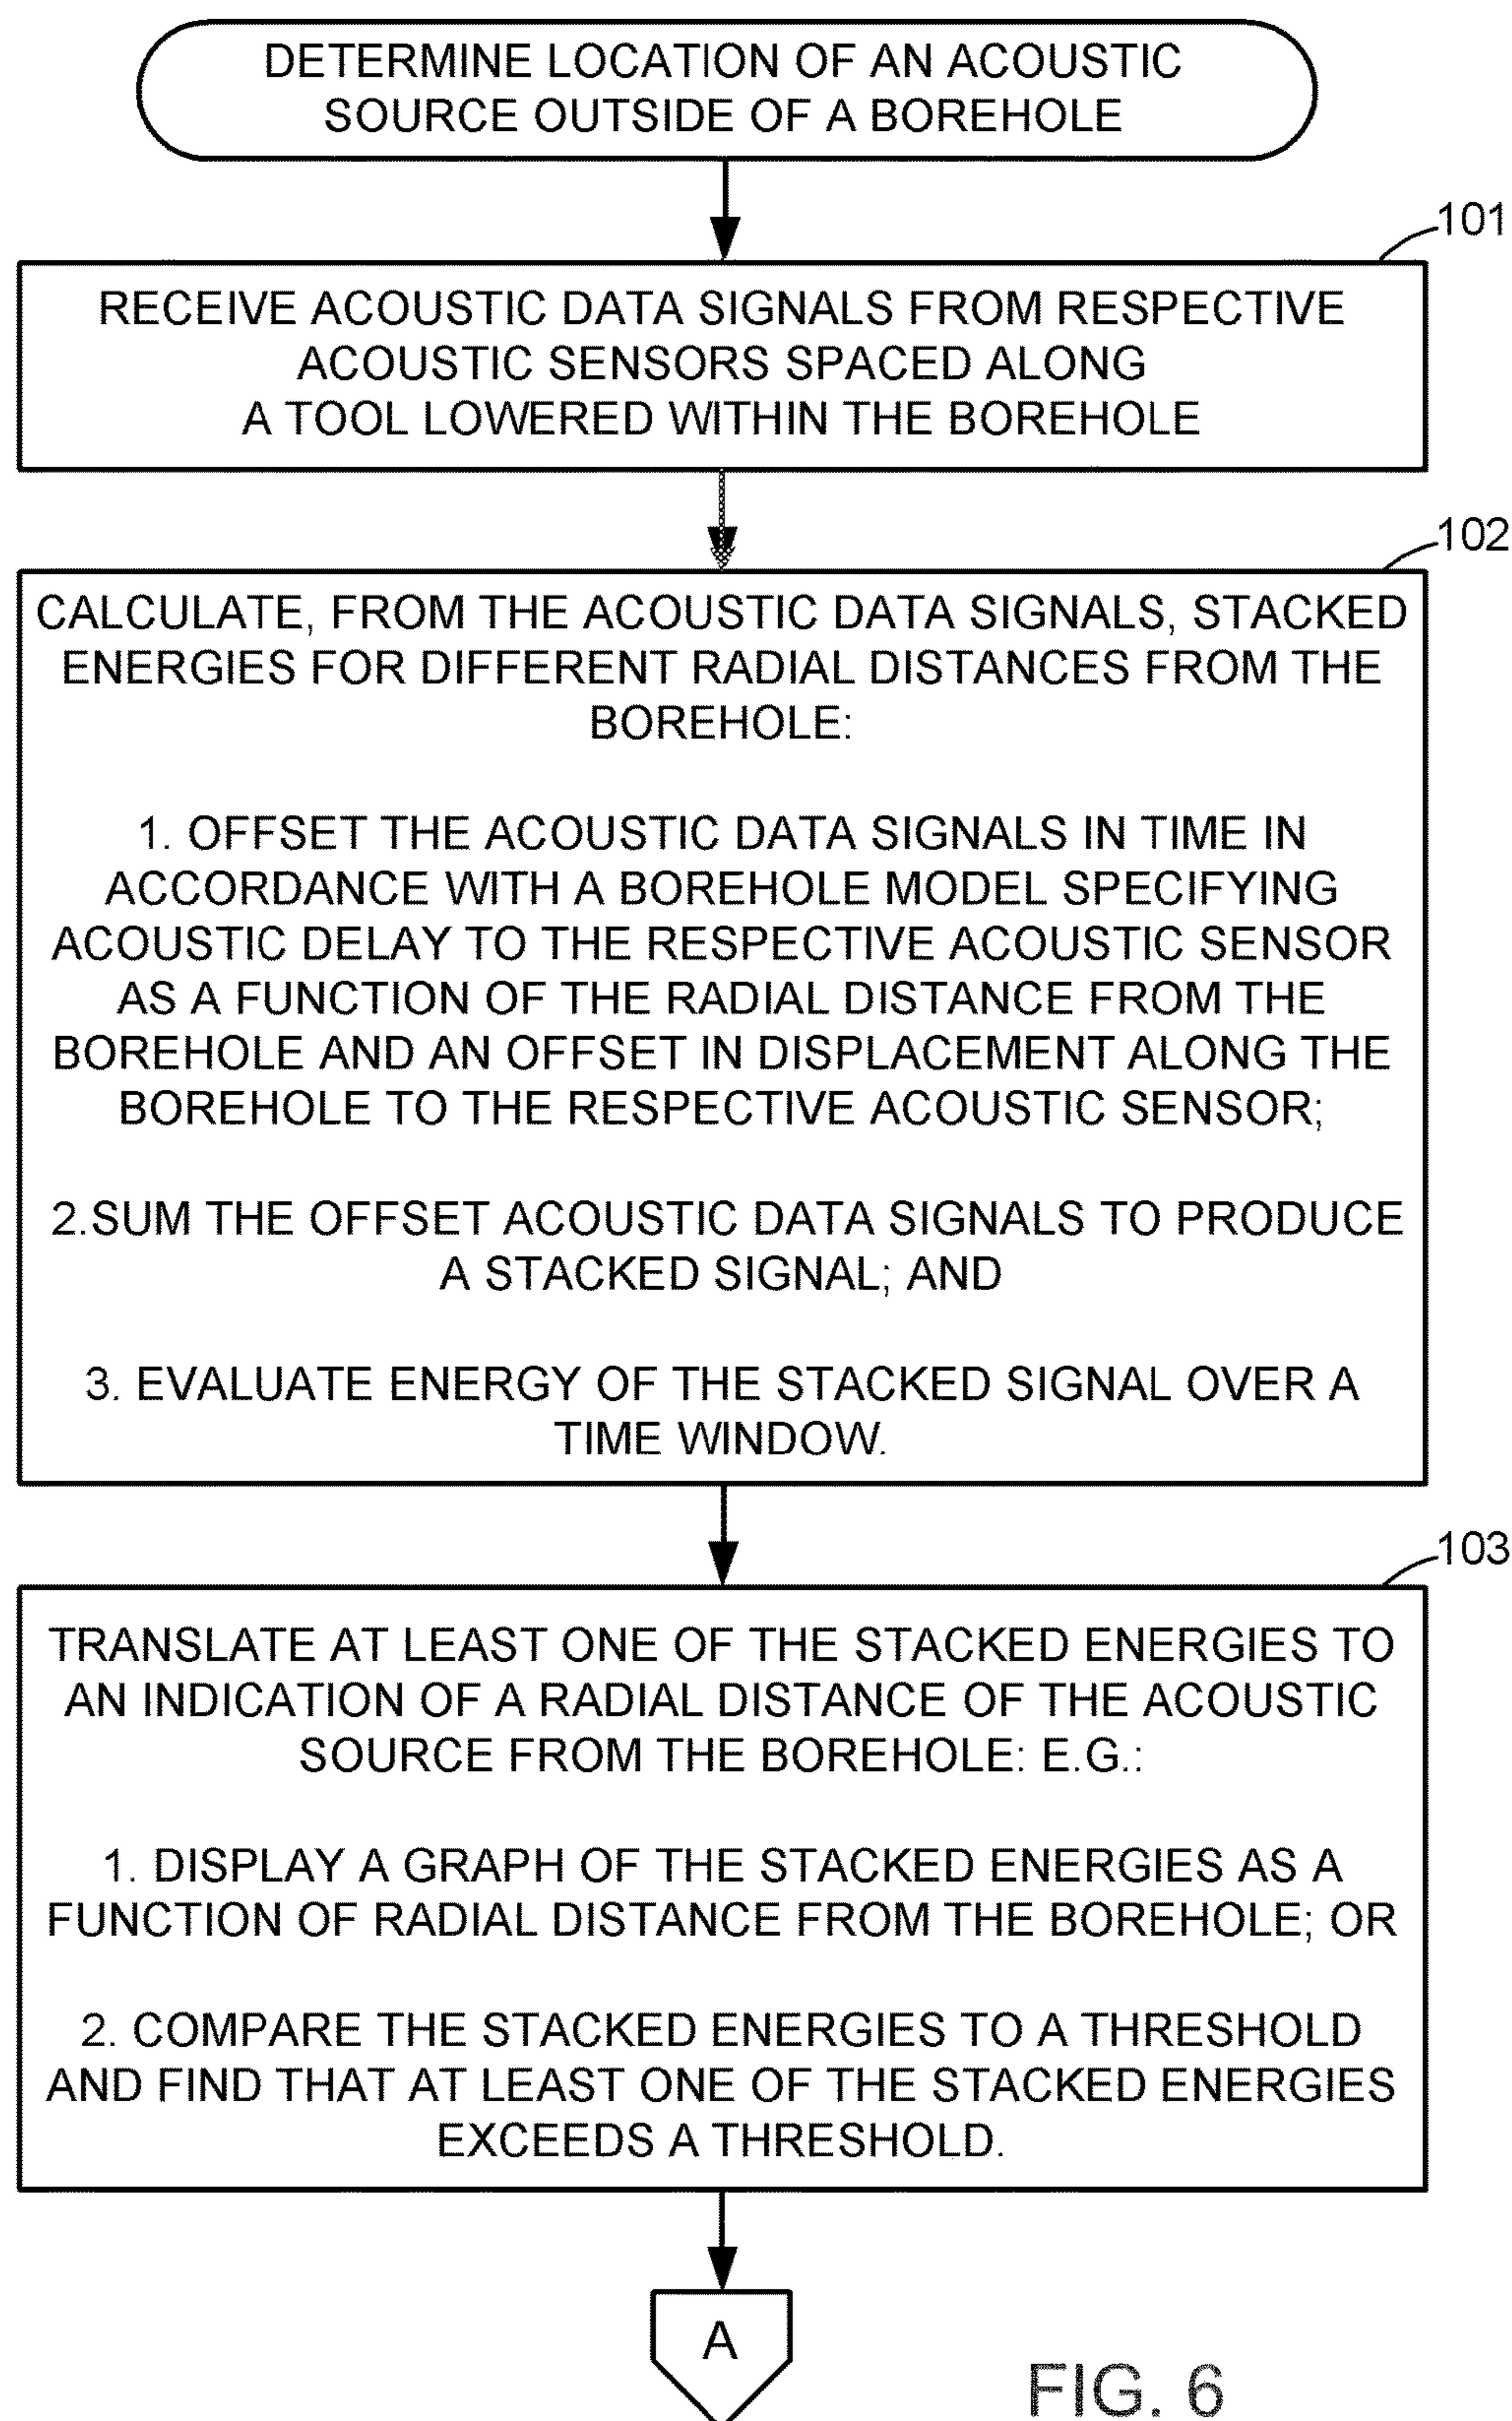 DETERMINE LOCATION OF AN ACOUSTIC
SOURCE OUTSIDE OF A BOREHOLE
101
RECEIVE ACOUSTIC DATA SIGNALS FROM RESPECTIVE
ACOUSTIC SENSORS SPACED ALONG
A TOOL LOWERED WITHIN THE BOREHOLE
102
CALCULATE, FROM THE ACOUSTIC DATA SIGNALS, STACKED
ENERGIES FOR DIFFERENT RADIAL DISTANCES FROM THE
BOREHOLE:
1. OFFSET THE ACOUSTIC DATA SIGNALS IN TIME IN
ACCORDANCE WITH A BOREHOLE MODEL SPECIFYING
ACOUSTIC DELAY TO THE RESPECTIVE ACOUSTIC SENSOR
AS A FUNCTION OF THE RADIAL DISTANCE FROM THE
BOREHOLE AND AN OFFSET IN DISPLACEMENT ALONG THE
BOREHOLE TO THE RESPECTIVE ACOUSTIC SENSOR;
2.SUM THE OFFSET ACOUSTIC DATA SIGNALS TO PRODUCE
A STACKED SIGNAL; AND
3. EVALUATE ENERGY OF THE STACKED SIGNAL OVER A
TIME WINDOW.
103
TRANSLATE AT LEAST ONE OF THE STACKED ENERGIES TO
AN INDICATION OF A RADIAL DISTANCE OF THE ACOUSTIC
SOURCE FROM THE BOREHOLE: E.G.:
1. DISPLAY A GRAPH OF THE STACKED ENERGIES AS A
FUNCTION OF RADIAL DISTANCE FROM THE BOREHOLE; OR
2. COMPARE THE STACKED ENERGIES TO A THRESHOLD
AND FIND THAT AT LEAST ONE OF THE STACKED ENERGIES
EXCEEDS A THRESHOLD.
A
FIG. 6